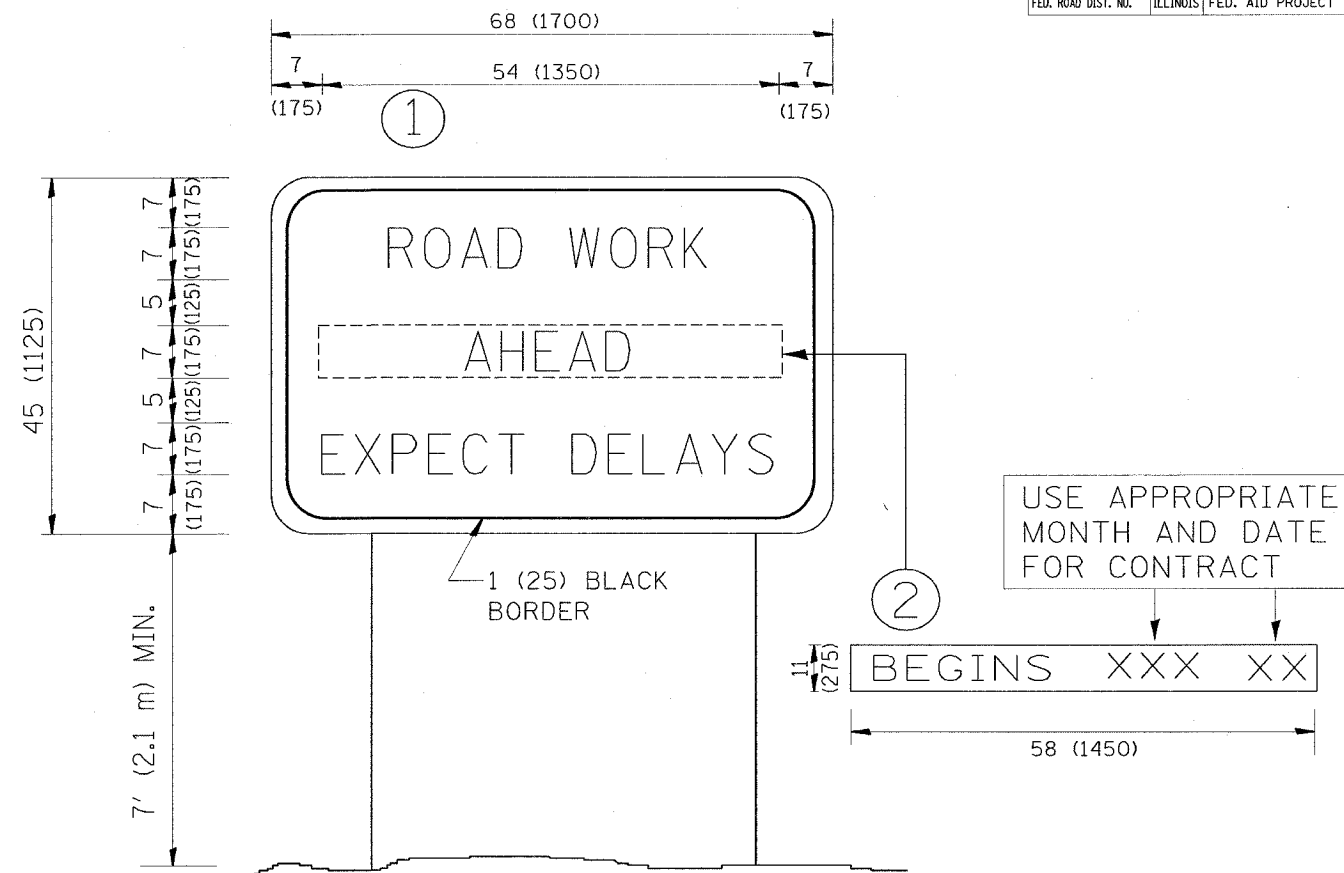 FED. ROAD DIST. NO. ILLINOIS FED. AID PROJECT
68 (1700)
7 54 (1350) 7
(175) (175)
1
45 (1125)
7 (175)
7 (175)
5 (125)
7 (175)
5 (125)
7 (175)
7 (175)
ROAD WORK
AHEAD
EXPECT DELAYS
1 (25) BLACK
BORDER
7' (2.1 m) MIN.
USE APPROPRIATE
MONTH AND DATE
FOR CONTRACT
2
11
(275)
BEGINS XXX XX
58 (1450)